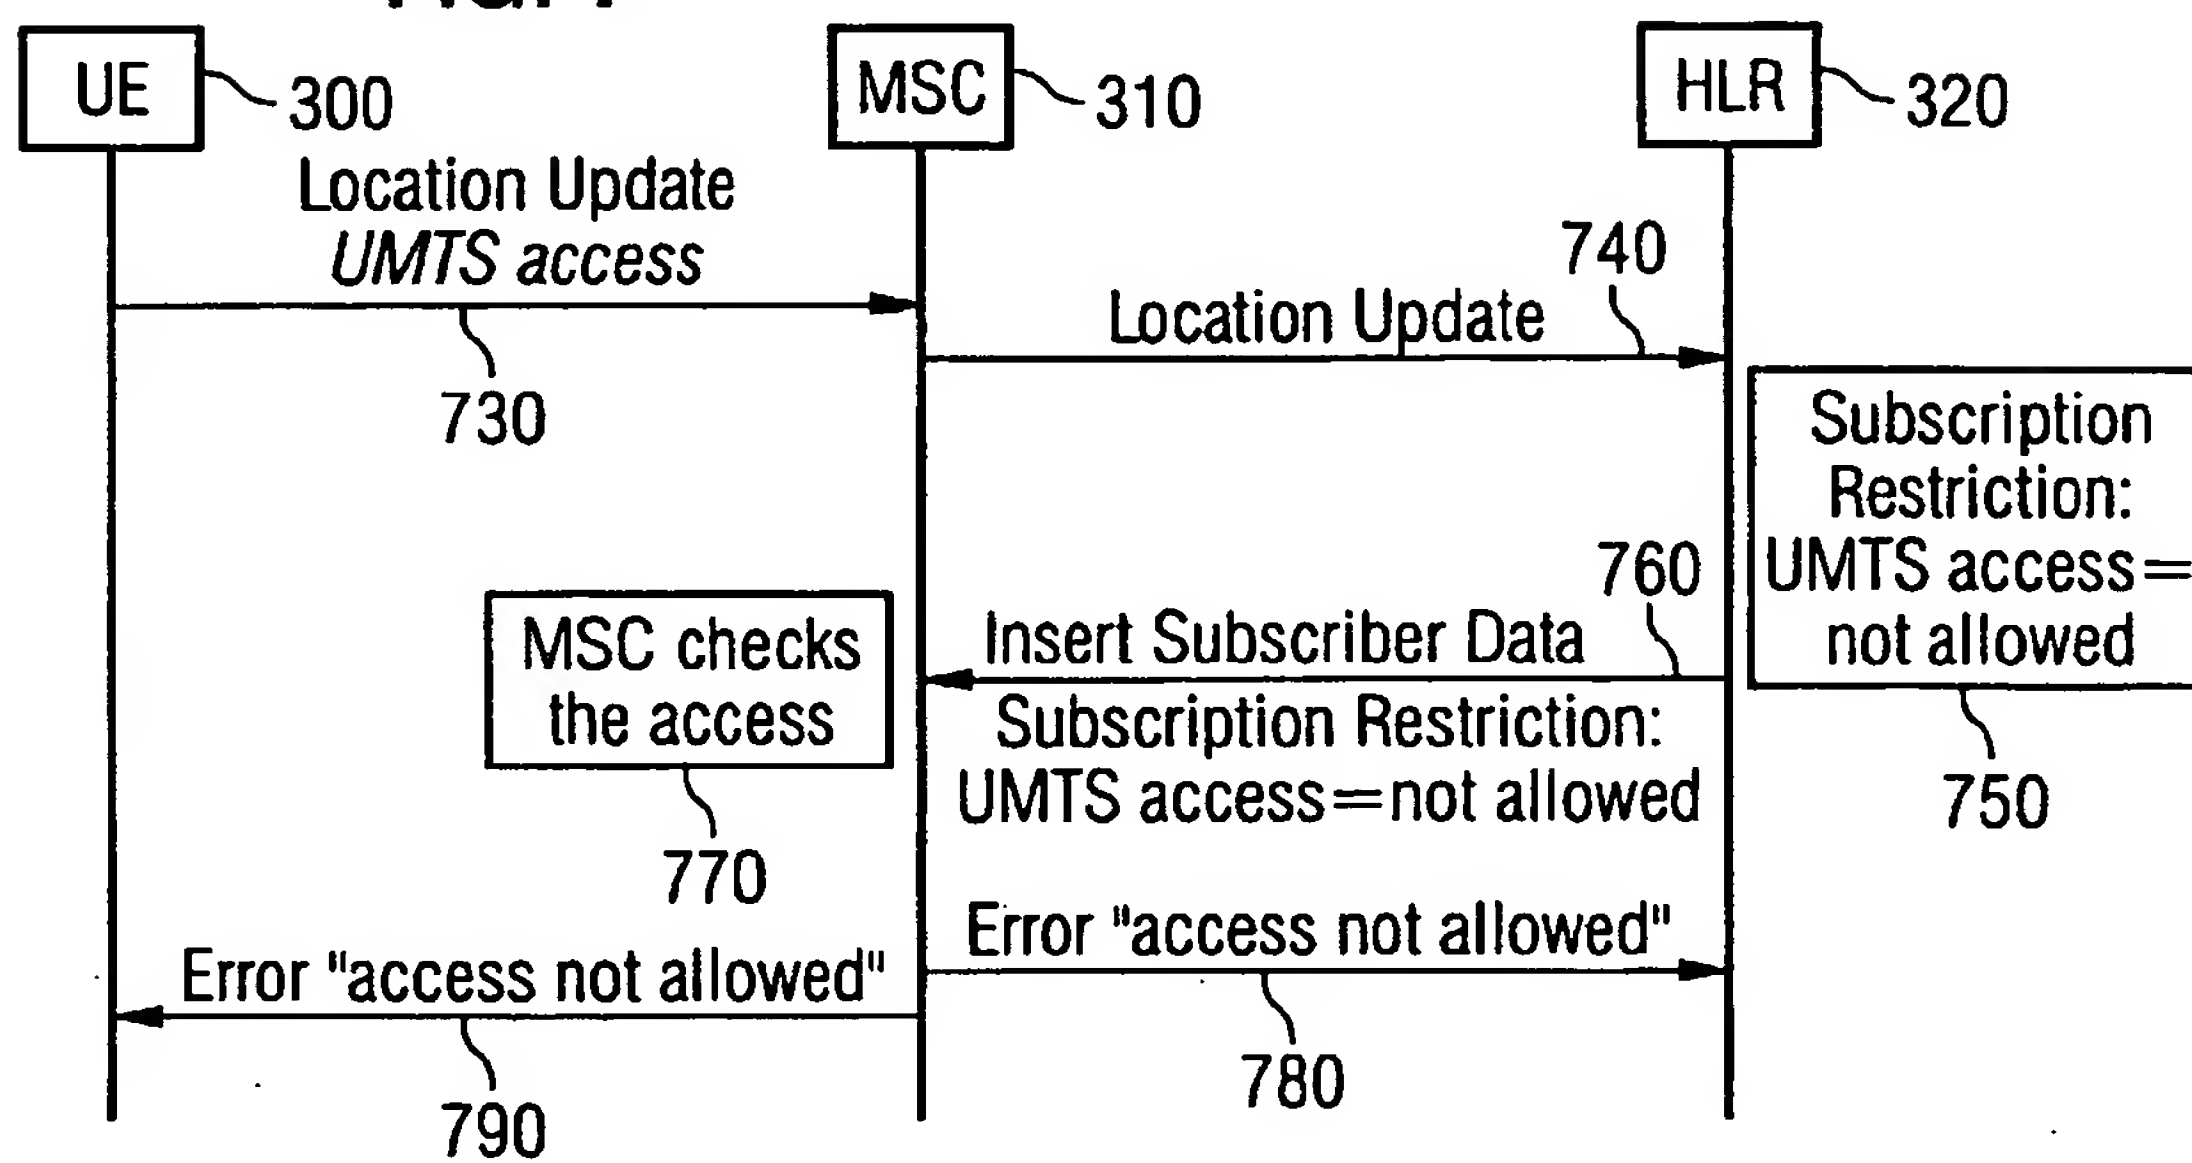 UE
300
MSC
310
HLR
320
Location Update
UMTS access
730
740
Location Update
Subscription
Restriction:
UMTS access=
not allowed
750
760
Insert Subscriber Data
Subscription Restriction:
UMTS access=not allowed
MSC checks
the access
770
Error "access not allowed"
780
Error "access not allowed"
790